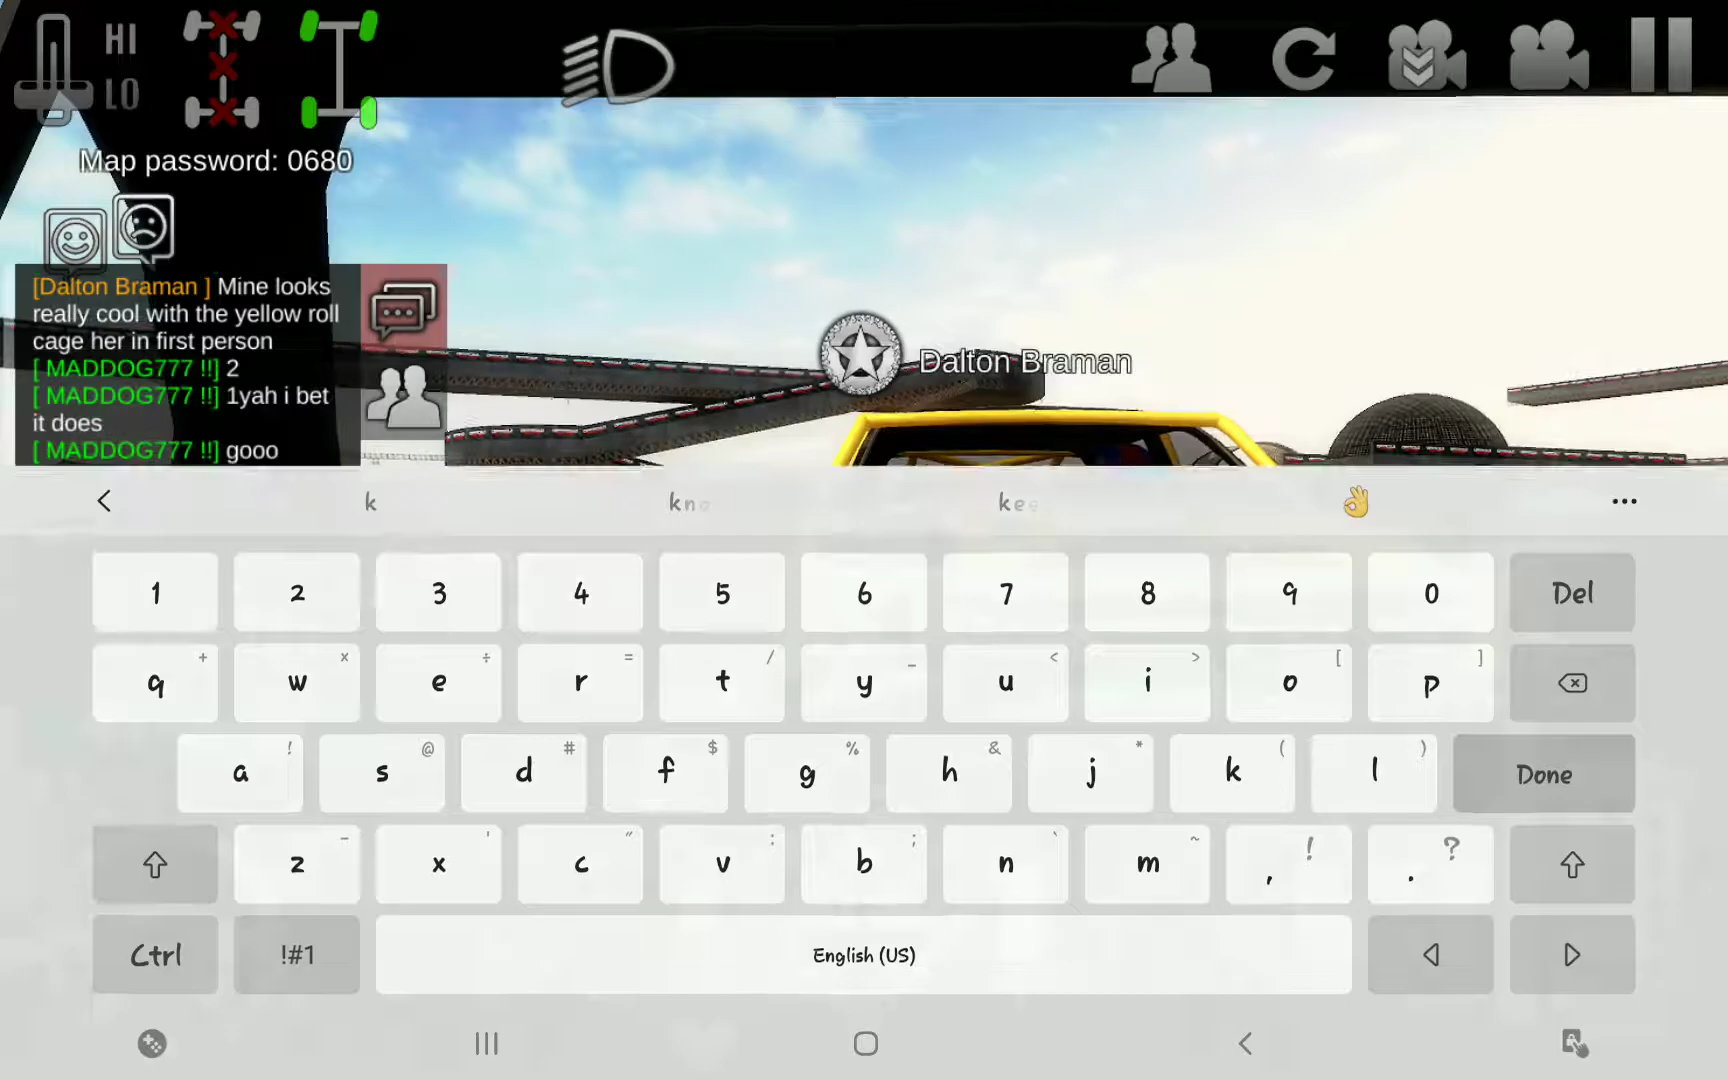 HI
LO
Map password: 0680
[Dalton Braman ] Mine looks
really cool with the yellow roll
cage her in first person
[ MADDOG777 !!] 2
[ MADDOG777 !!] 1yah i bet
it does
[ MADDOG777 !!] gooo
Dalton Braman
k kno kee
1 2 3 4 5 6 7 8 9 0 Del
+ × ÷ = / _ < > [ ]
q w e r t y u i o p
! @ # $ % & * ( )
a s d f g h j k l Done
- ' " : ; ` ~ ! ?
z x c v b n m , .
Ctrl !#1 English (US)